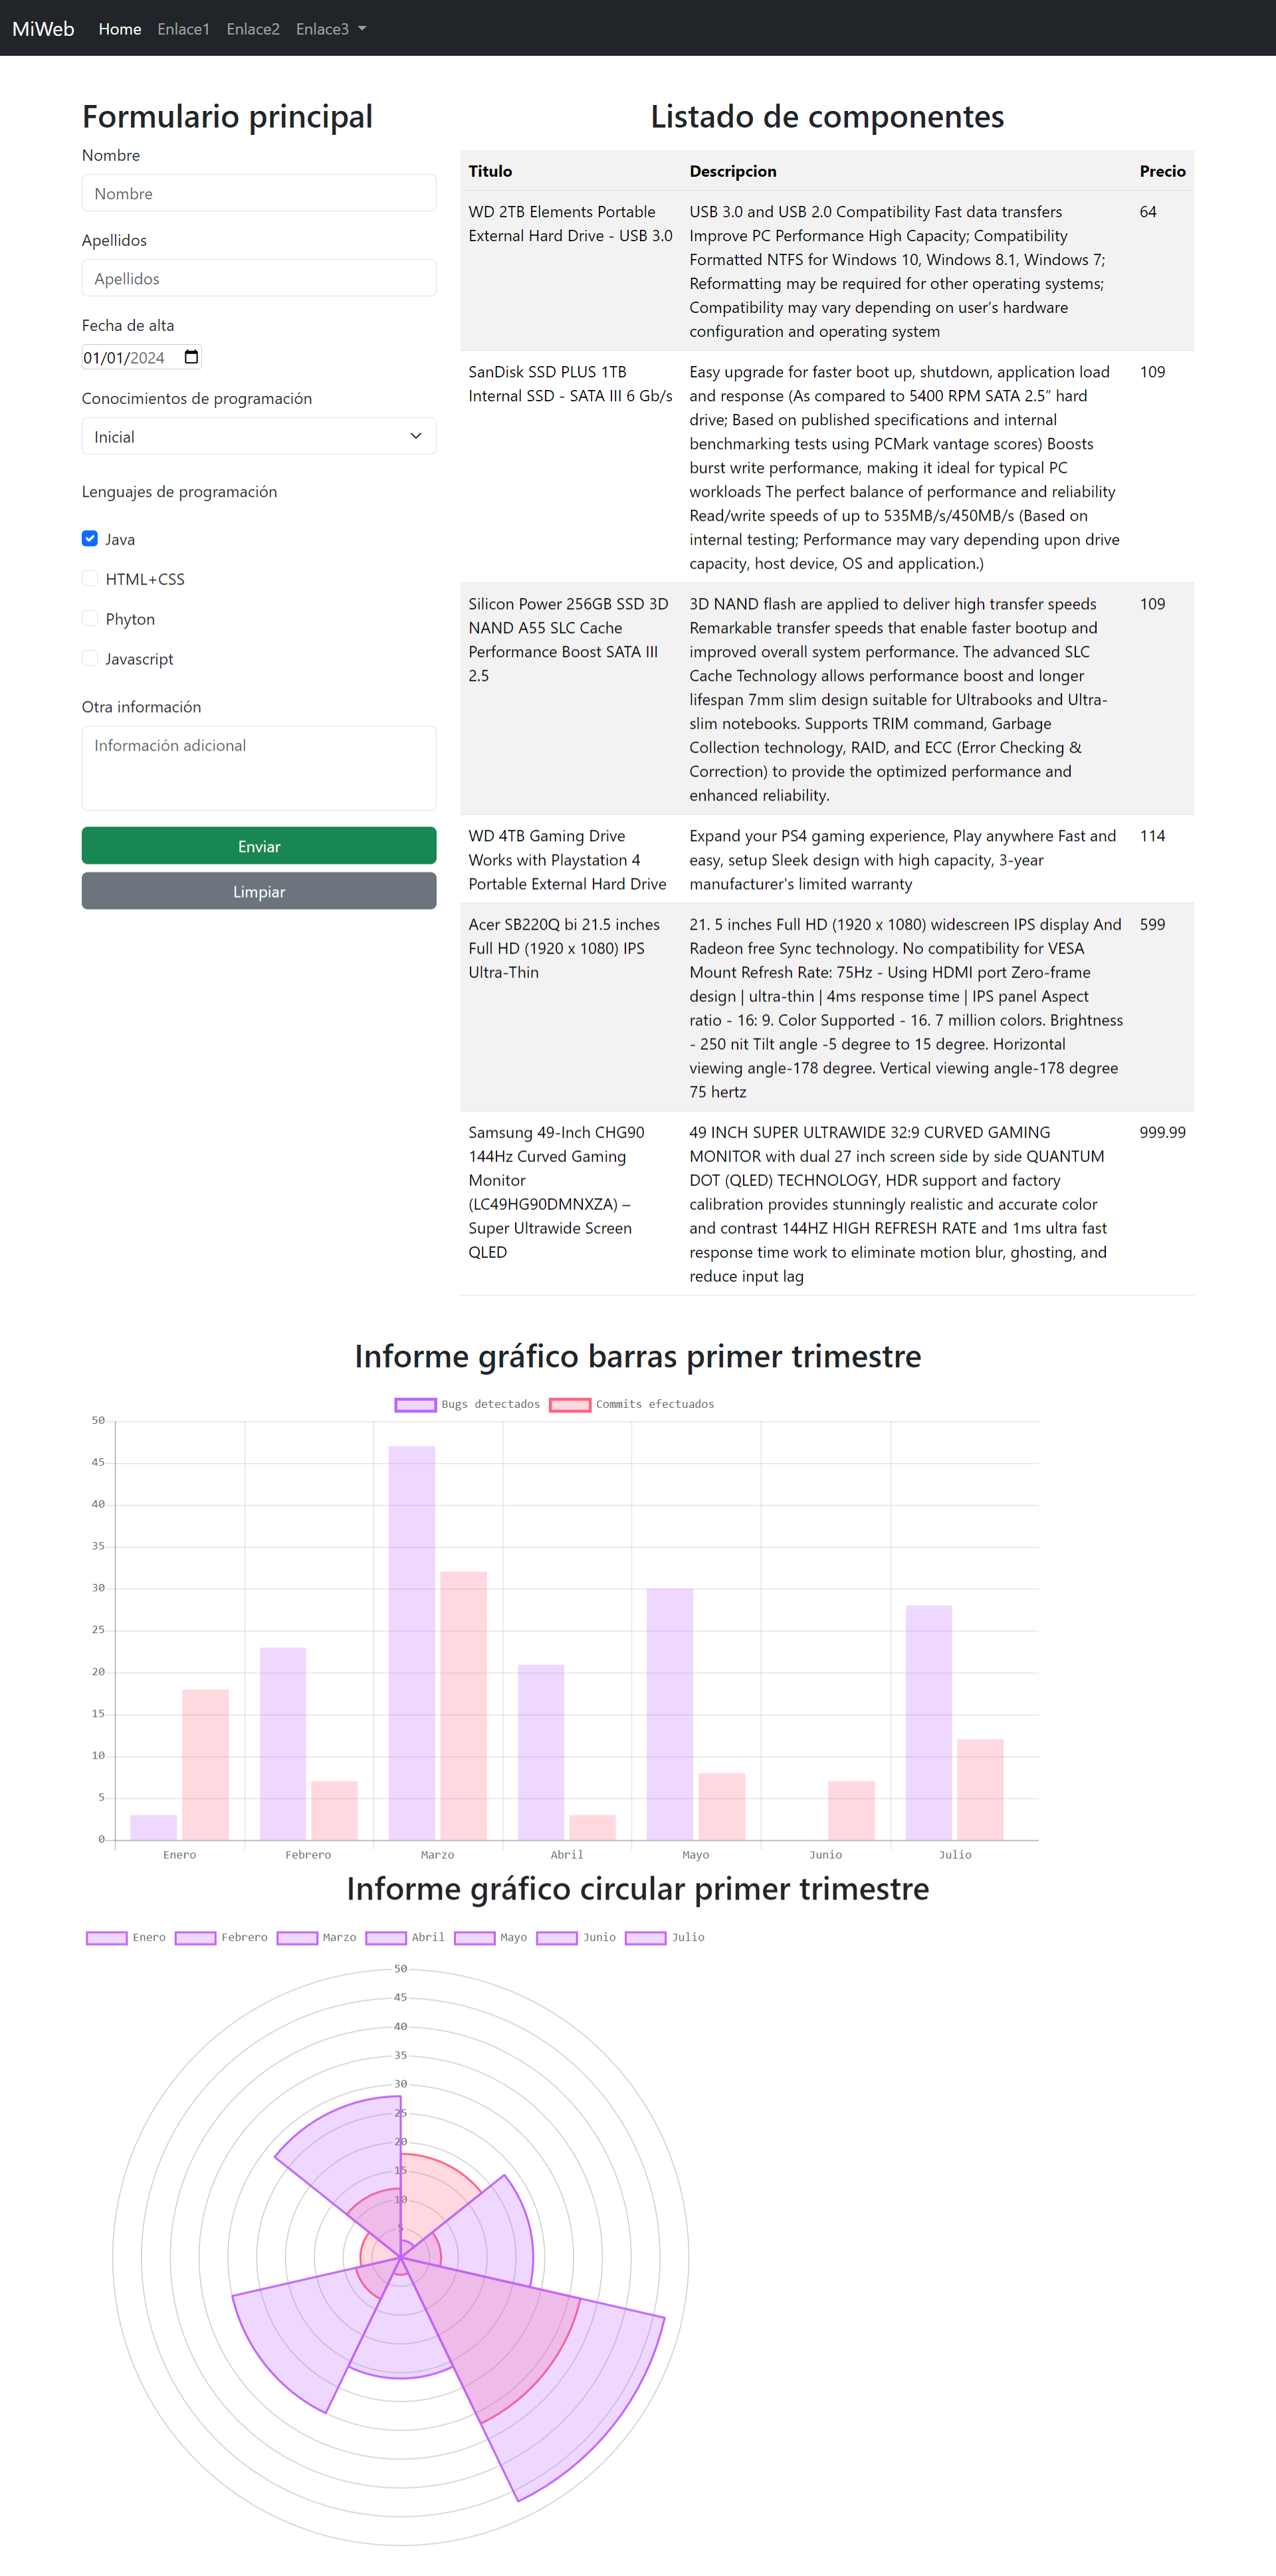 MiWeb Home Enlace1 Enlace2 Enlace3
Formulario principal
Nombre
Nombre
Apellidos
Apellidos
Fecha de alta
01/01/2024
Conocimientos de programación
Inicial
Lenguajes de programación
Java
HTML+CSS
Phyton
Javascript
Otra información
Información adicional
Enviar
Limpiar
Listado de componentes
Titulo Descripcion Precio
WD 2TB Elements Portable
External Hard Drive - USB 3.0
USB 3.0 and USB 2.0 Compatibility Fast data transfers
Improve PC Performance High Capacity; Compatibility
Formatted NTFS for Windows 10, Windows 8.1, Windows 7;
Reformatting may be required for other operating systems;
Compatibility may vary depending on user’s hardware
configuration and operating system
64
SanDisk SSD PLUS 1TB
Internal SSD - SATA III 6 Gb/s
Easy upgrade for faster boot up, shutdown, application load
and response (As compared to 5400 RPM SATA 2.5” hard
drive; Based on published specifications and internal
benchmarking tests using PCMark vantage scores) Boosts
burst write performance, making it ideal for typical PC
workloads The perfect balance of performance and reliability
Read/write speeds of up to 535MB/s/450MB/s (Based on
internal testing; Performance may vary depending upon drive
capacity, host device, OS and application.)
109
Silicon Power 256GB SSD 3D
NAND A55 SLC Cache
Performance Boost SATA III
2.5
3D NAND flash are applied to deliver high transfer speeds
Remarkable transfer speeds that enable faster bootup and
improved overall system performance. The advanced SLC
Cache Technology allows performance boost and longer
lifespan 7mm slim design suitable for Ultrabooks and Ultra-
slim notebooks. Supports TRIM command, Garbage
Collection technology, RAID, and ECC (Error Checking &
Correction) to provide the optimized performance and
enhanced reliability.
109
WD 4TB Gaming Drive
Works with Playstation 4
Portable External Hard Drive
Expand your PS4 gaming experience, Play anywhere Fast and
easy, setup Sleek design with high capacity, 3-year
manufacturer's limited warranty
114
Acer SB220Q bi 21.5 inches
Full HD (1920 x 1080) IPS
Ultra-Thin
21. 5 inches Full HD (1920 x 1080) widescreen IPS display And
Radeon free Sync technology. No compatibility for VESA
Mount Refresh Rate: 75Hz - Using HDMI port Zero-frame
design | ultra-thin | 4ms response time | IPS panel Aspect
ratio - 16: 9. Color Supported - 16. 7 million colors. Brightness
- 250 nit Tilt angle -5 degree to 15 degree. Horizontal
viewing angle-178 degree. Vertical viewing angle-178 degree
75 hertz
599
Samsung 49-Inch CHG90
144Hz Curved Gaming
Monitor
(LC49HG90DMNXZA) –
Super Ultrawide Screen
QLED
49 INCH SUPER ULTRAWIDE 32:9 CURVED GAMING
MONITOR with dual 27 inch screen side by side QUANTUM
DOT (QLED) TECHNOLOGY, HDR support and factory
calibration provides stunningly realistic and accurate color
and contrast 144HZ HIGH REFRESH RATE and 1ms ultra fast
response time work to eliminate motion blur, ghosting, and
reduce input lag
999.99
Informe gráfico barras primer trimestre
Bugs detectados Commits efectuados
50
45
40
35
30
25
20
15
10
5
0
Enero Febrero Marzo Abril Mayo Junio Julio
Informe gráfico circular primer trimestre
Enero Febrero Marzo Abril Mayo Junio Julio
50
45
40
35
30
25
20
15
10
5